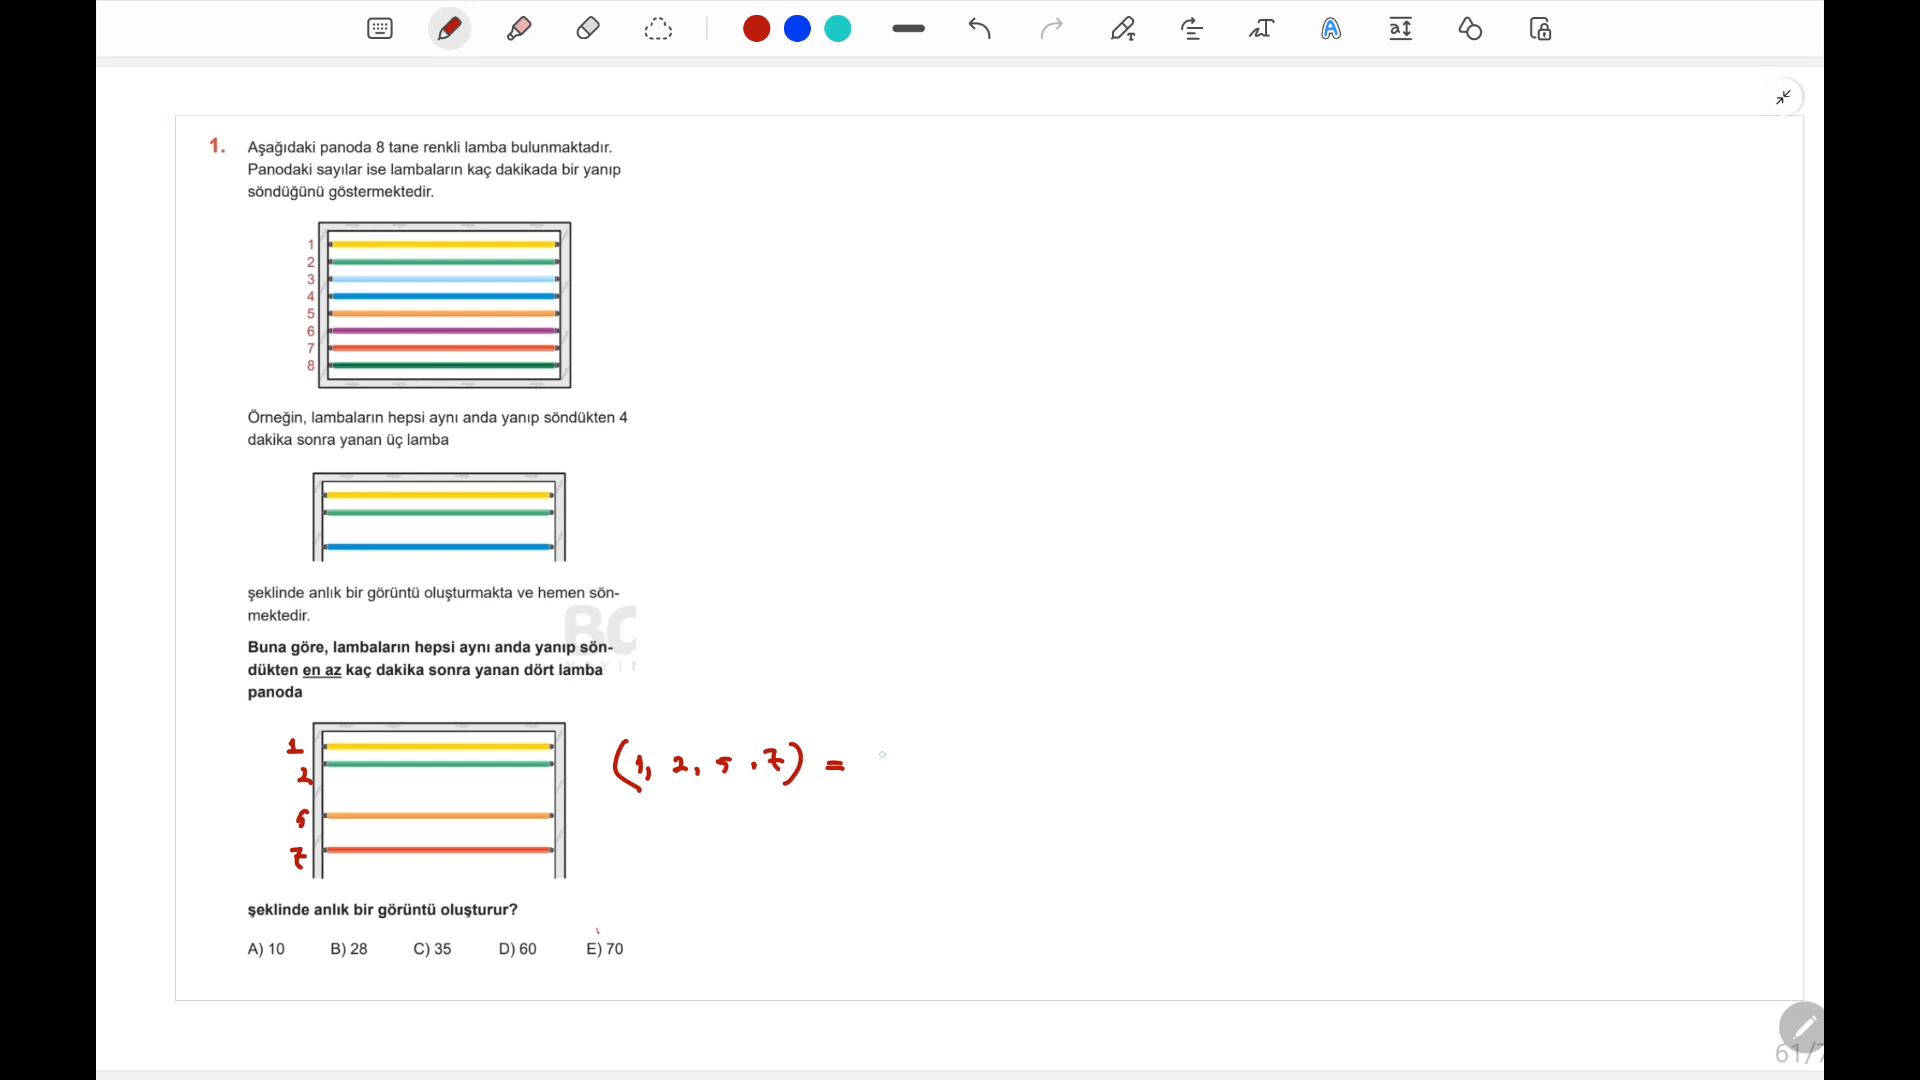 1. Aşağıdaki panoda 8 tane renkli lamba bulunmaktadır.
Panodaki sayılar ise lambaların kaç dakikada bir yanıp
söndüğünü göstermektedir.
1
2
3
4
5
6
7
8
Örneğin, lambaların hepsi aynı anda yanıp söndükten 4
dakika sonra yanan üç lamba
şeklinde anlık bir görüntü oluşturmakta ve hemen sön-
mektedir.
Buna göre, lambaların hepsi aynı anda yanıp sön-
dükten en az kaç dakika sonra yanan dört lamba
panoda
1
2
5
7
(1, 2, 5 . 7) =
şeklinde anlık bir görüntü oluşturur?
A) 10 B) 28 C) 35 D) 60 E) 70